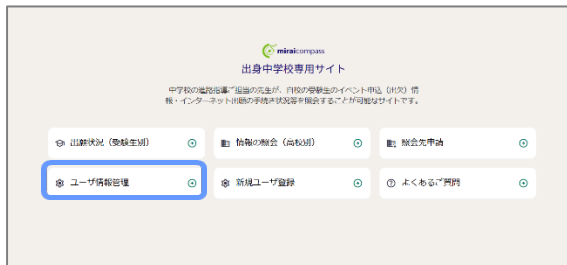 miraicompass
出身中学校専用サイト
中学校の進路指導ご担当の先生が、自校の受験生のイベント申込（出欠）情
報・インターネット出願の手続き状況等を照会することが可能なサイトです。
出願状況（受験生別）
情報の照会（高校別）
照会先申請
ユーザ情報管理
新規ユーザ登録
よくあるご質問